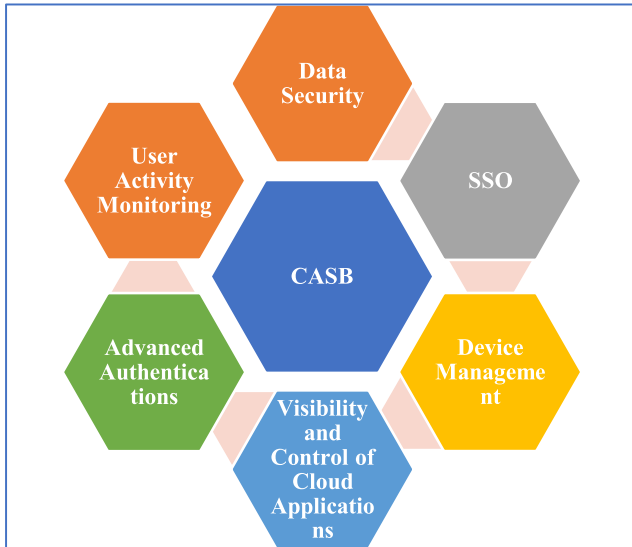 Data
Security
User
Activity
Monitoring
SSO
CASB
Advanced
Authentica
tions
Device
Manageme
nt
Visibility
and
Control of
Cloud
Applicatio
ns